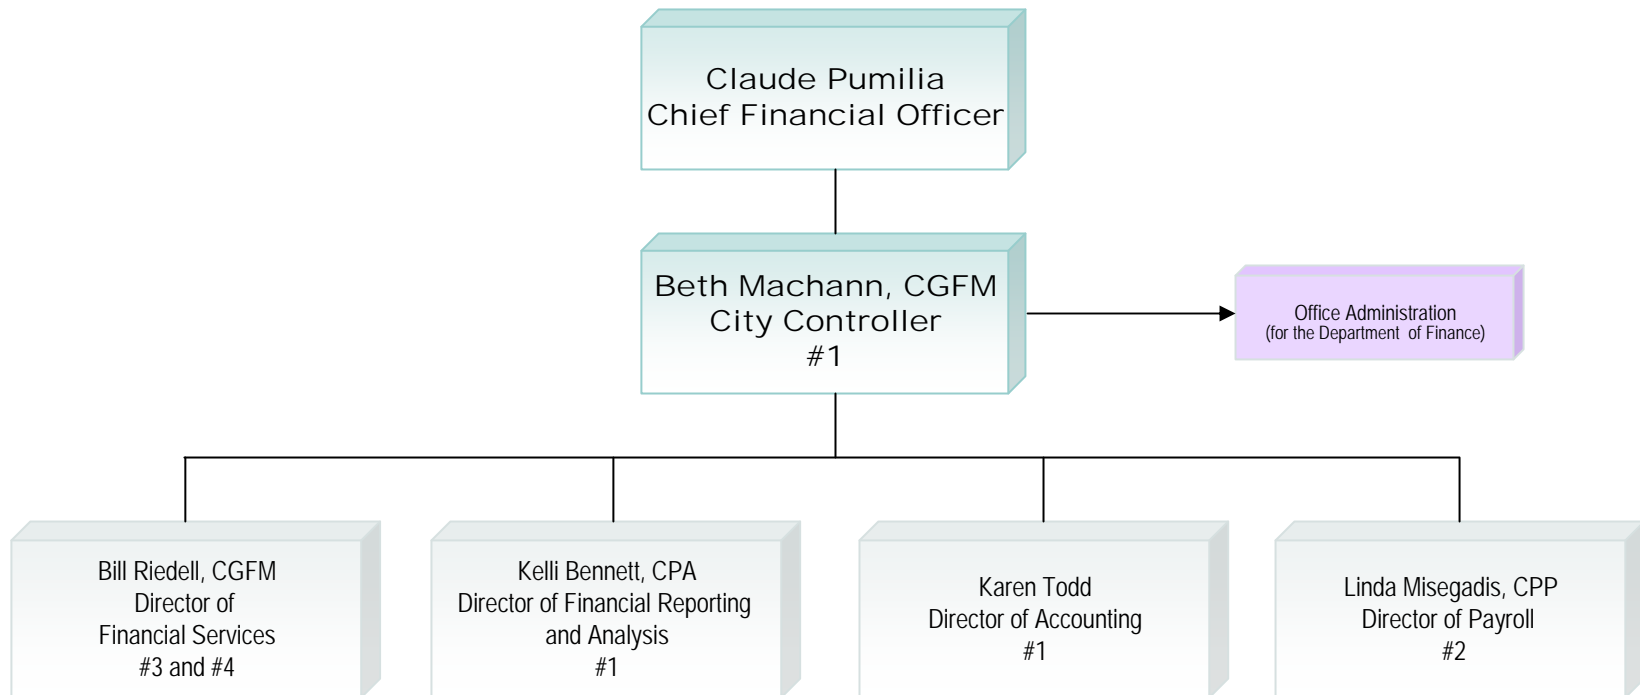 Claude Pumilia
Chief Financial Officer
Beth Machann, CGFM
City Controller
#1
Office Administration
(for the Department of Finance)
Bill Riedell, CGFM
Director of
Financial Services
#3 and #4
Kelli Bennett, CPA
Director of Financial Reporting
and Analysis
#1
Karen Todd
Director of Accounting
#1
Linda Misegadis, CPP
Director of Payroll
#2